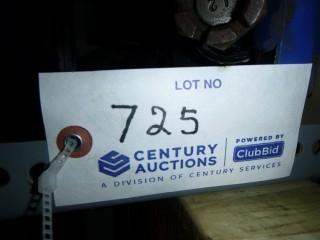 LOT NO
725
CENTURY AUCTIONS
POWERED BY
ClubBid
A DIVISION OF CENTURY SERVICES